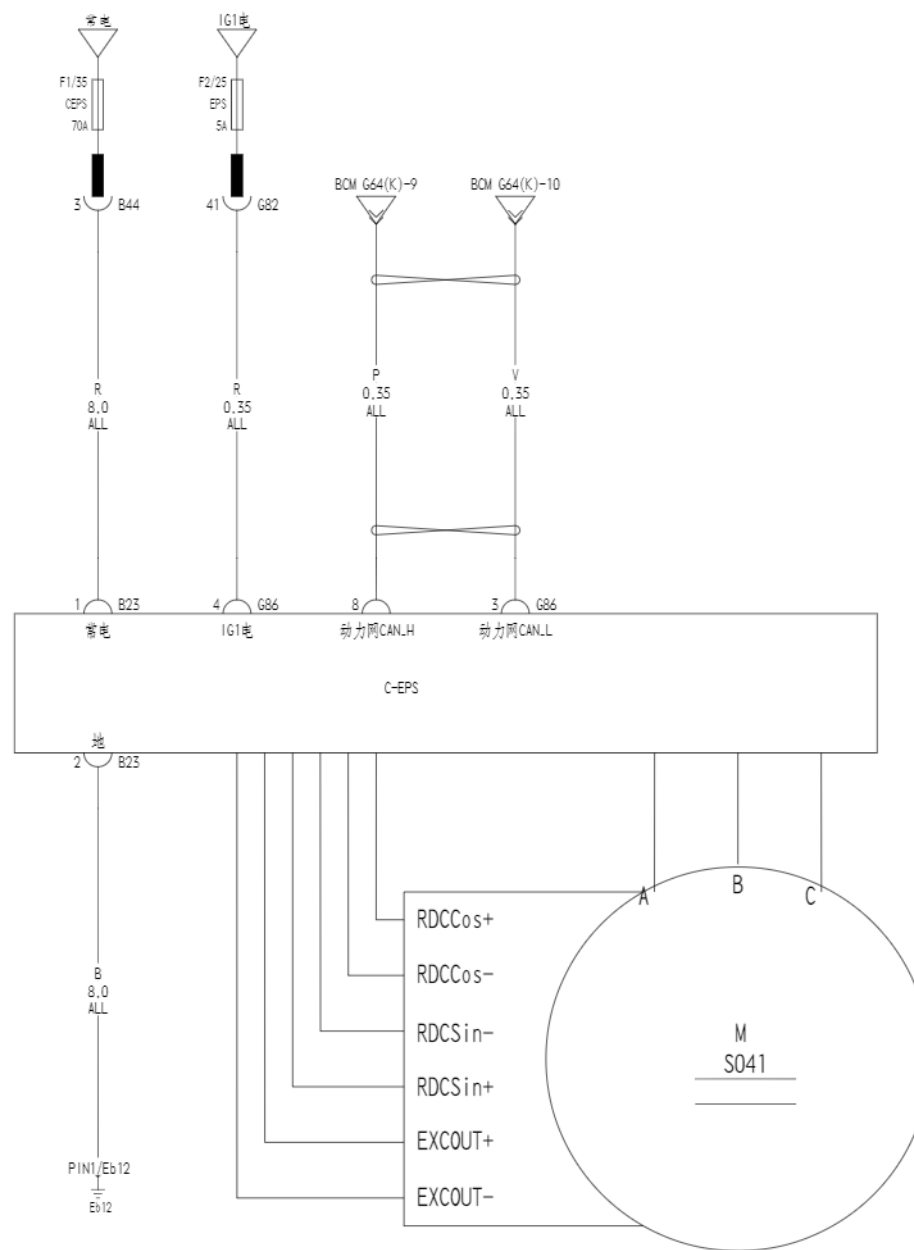 常电
IG1电
F1/35
CEPS
70A
F2/25
EPS
5A
3 B44
41 G82
BCM G64(K)-9
BCM G64(K)-10
R
8.0
ALL
R
0.35
ALL
P
0.35
ALL
V
0.35
ALL
1 B23
4 G86
8
3 G86
常电
IG1电
动力网CAN_H
动力网CAN_L
C-EPS
地
2 B23
A
B
C
RDCCos+
RDCCos-
RDCSin-
RDCSin+
EXCOUT+
EXCOUT-
M
S041
B
8.0
ALL
PIN1/Eb12
Eb12